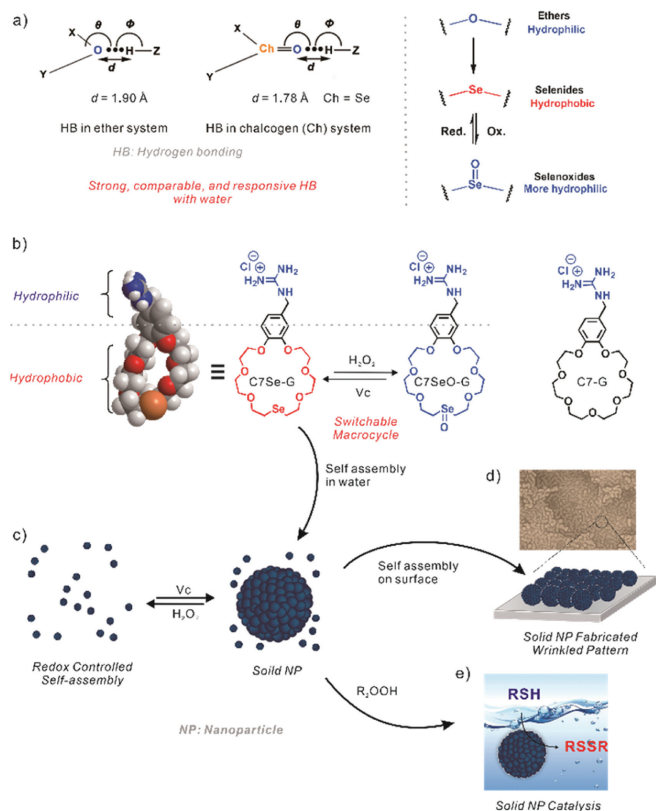 a)
X
θ
Φ
O
H
Z
Y
d
d = 1.90 Å
HB in ether system
X
θ
Φ
Ch
O
H
Z
Y
d
d = 1.78 Å Ch = Se
HB in chalcogen (Ch) system
HB: Hydrogen bonding
Strong, comparable, and responsive HB
with water
O
Ethers
Hydrophilic
Se
Selenides
Hydrophobic
Red.
Ox.
O
Se
Selenoxides
More hydrophilic
b)
Hydrophilic
Hydrophobic
Cl⊖
⊕ NH₂
H₂N
NH
O O
O O
C7Se-G
O O
Se
H₂O₂
Vc
Switchable
Macrocycle
Cl⊖
⊕ NH₂
H₂N
NH
O O
O O
C7SeO-G
O O
Se
O
Cl⊖
⊕ NH₂
H₂N
NH
O O
O O
C7-G
O O
O
Self assembly
in water
c)
Vc
H₂O₂
Redox Controlled
Self-assembly
Soild NP
Self assembly
on surface
d)
Solid NP Fabricated
Wrinkled Pattern
R₂OOH
NP: Nanoparticle
e)
RSH
RSSR
Solid NP Catalysis